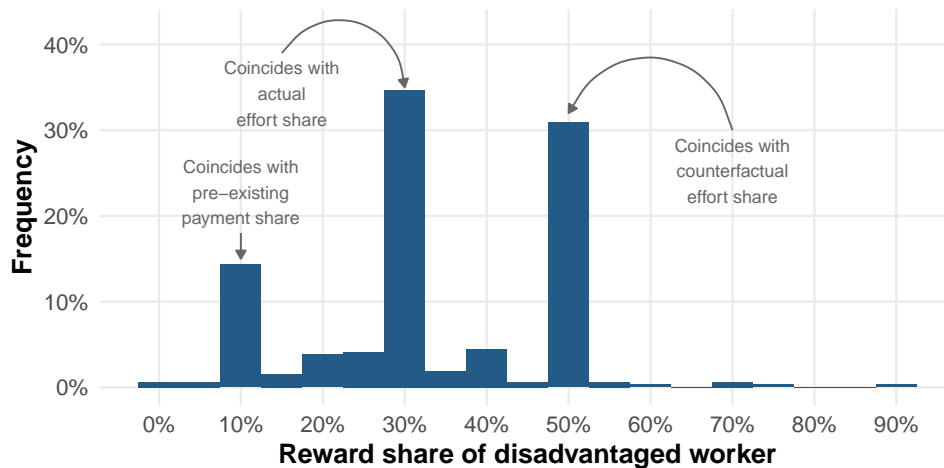 40%
30%
20%
10%
0%
Frequency
Coincides with
actual
effort share
Coincides with
pre−existing
payment share
Coincides with
counterfactual
effort share
0% 10% 20% 30% 40% 50% 60% 70% 80% 90%
Reward share of disadvantaged worker